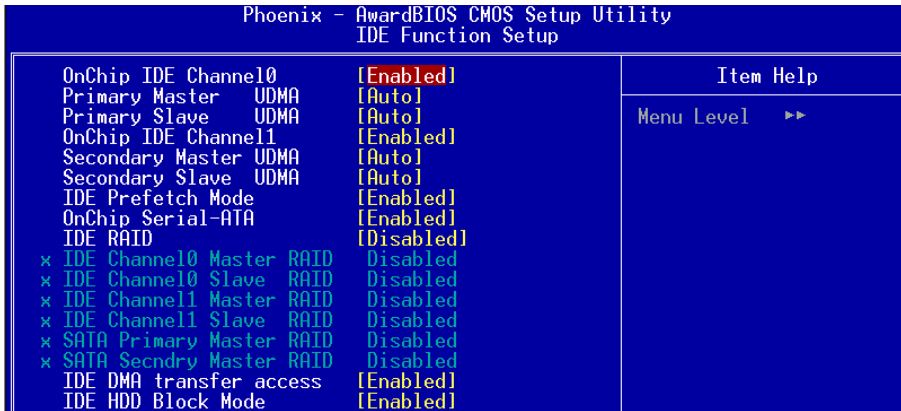 Phoenix - AwardBIOS CMOS Setup Utility
IDE Function Setup
OnChip IDE Channel0 [Enabled]
Primary Master UDMA [Auto]
Primary Slave UDMA [Auto]
OnChip IDE Channel1 [Enabled]
Secondary Master UDMA [Auto]
Secondary Slave UDMA [Auto]
IDE Prefetch Mode [Enabled]
OnChip Serial-ATA [Enabled]
IDE RAID [Disabled]
x IDE Channel0 Master RAID Disabled
x IDE Channel0 Slave RAID Disabled
x IDE Channel1 Master RAID Disabled
x IDE Channel1 Slave RAID Disabled
x SATA Primary Master RAID Disabled
x SATA Secndry Master RAID Disabled
IDE DMA transfer access [Enabled]
IDE HDD Block Mode [Enabled]
Item Help
Menu Level ►►